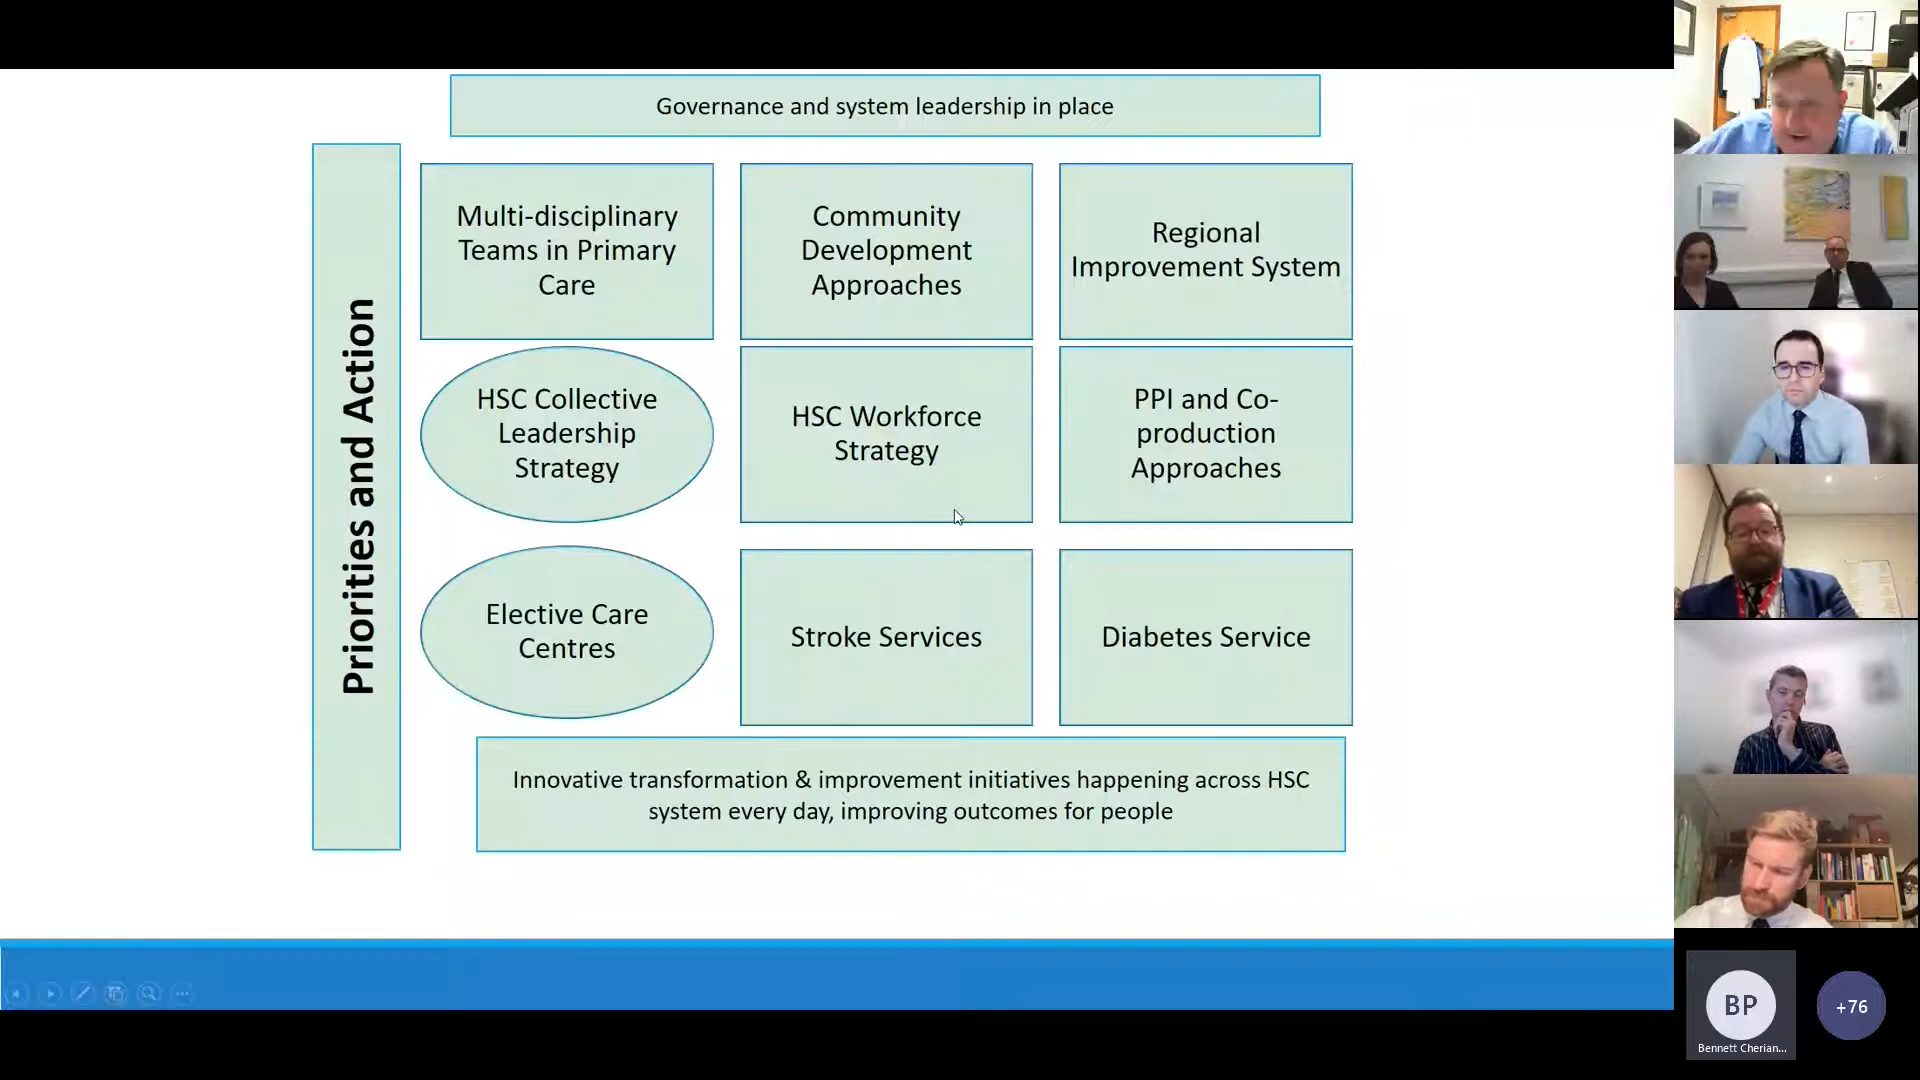 Governance and system leadership in place
Priorities and Action
Multi-disciplinary
Teams in Primary
Care
Community
Development
Approaches
Regional
Improvement System
HSC Collective
Leadership
Strategy
HSC Workforce
Strategy
PPI and Co-
production
Approaches
Elective Care
Centres
Stroke Services
Diabetes Service
Innovative transformation & improvement initiatives happening across HSC
system every day, improving outcomes for people
BP
Bennett Cherian...
+76